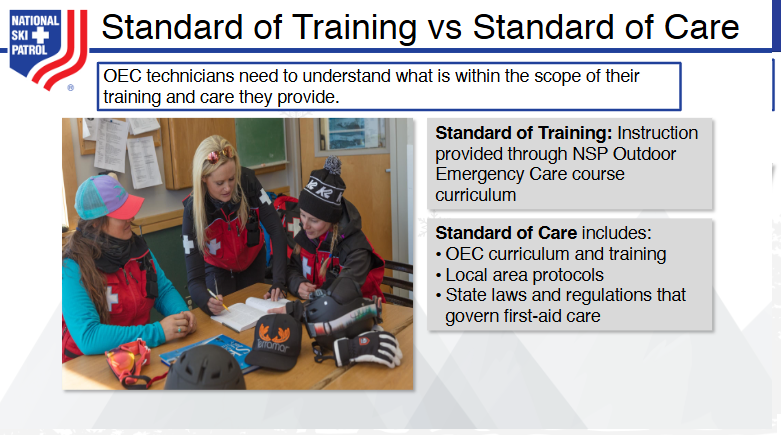 NATIONAL
SKI
PATROL
®
Standard of Training vs Standard of Care
OEC technicians need to understand what is within the scope of their
training and care they provide.
K2
Terramar
Standard of Training: Instruction
provided through NSP Outdoor
Emergency Care course
curriculum
Standard of Care includes:
• OEC curriculum and training
• Local area protocols
• State laws and regulations that
govern first-aid care